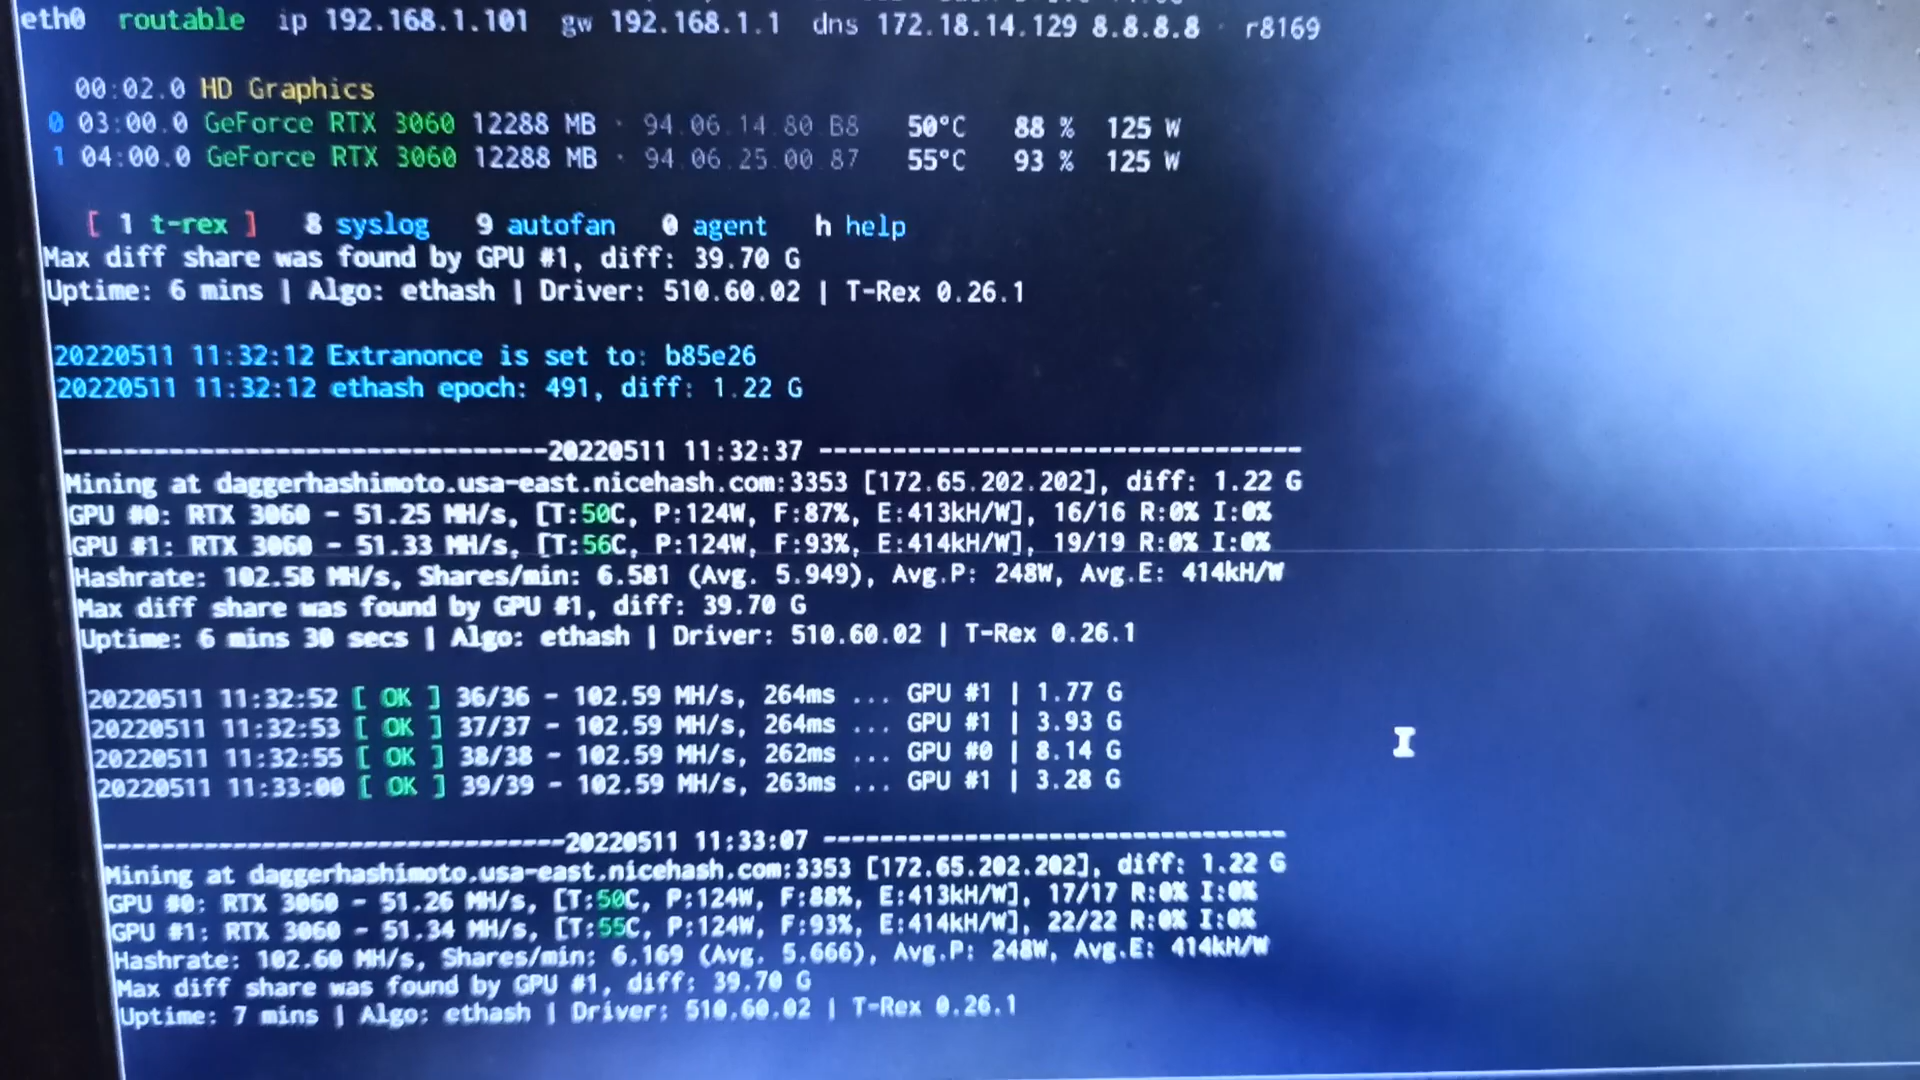 eth0 routable ip 192.168.1.101 gw 192.168.1.1 dns 172.18.14.129 8.8.8.8 · r8169
00:02.0 HD Graphics
0 03:00.0 GeForce RTX 3060 12288 MB · 94.06.14.80.B8 50°C 88 % 125 W
1 04:00.0 GeForce RTX 3060 12288 MB · 94.06.25.00.87 55°C 93 % 125 W
[ 1 t-rex ] 8 syslog 9 autofan 0 agent h help
Max diff share was found by GPU #1, diff: 39.70 G
Uptime: 6 mins | Algo: ethash | Driver: 510.60.02 | T-Rex 0.26.1
20220511 11:32:12 Extranonce is set to: b85e26
20220511 11:32:12 ethash epoch: 491, diff: 1.22 G
------------------------------20220511 11:32:37 ------------------------------
Mining at daggerhashimoto.usa-east.nicehash.com:3353 [172.65.202.202], diff: 1.22 G
GPU #0: RTX 3060 - 51.25 MH/s, [T:50C, P:124W, F:87%, E:413kH/W], 16/16 R:0% I:0%
GPU #1: RTX 3060 - 51.33 MH/s, [T:56C, P:124W, F:93%, E:414kH/W], 19/19 R:0% I:0%
Hashrate: 102.58 MH/s, Shares/min: 6.581 (Avg. 5.949), Avg.P: 248W, Avg.E: 414kH/W
Max diff share was found by GPU #1, diff: 39.70 G
Uptime: 6 mins 30 secs | Algo: ethash | Driver: 510.60.02 | T-Rex 0.26.1
20220511 11:32:52 [ OK ] 36/36 - 102.59 MH/s, 264ms ... GPU #1 | 1.77 G
20220511 11:32:53 [ OK ] 37/37 - 102.59 MH/s, 264ms ... GPU #1 | 3.93 G
20220511 11:32:55 [ OK ] 38/38 - 102.59 MH/s, 262ms ... GPU #0 | 8.14 G
20220511 11:33:00 [ OK ] 39/39 - 102.59 MH/s, 263ms ... GPU #1 | 3.28 G
------------------------------20220511 11:33:07 ------------------------------
Mining at daggerhashimoto.usa-east.nicehash.com:3353 [172.65.202.202], diff: 1.22 G
GPU #0: RTX 3060 - 51.26 MH/s, [T:50C, P:124W, F:88%, E:413kH/W], 17/17 R:0% I:0%
GPU #1: RTX 3060 - 51.34 MH/s, [T:55C, P:124W, F:93%, E:414kH/W], 22/22 R:0% I:0%
Hashrate: 102.60 MH/s, Shares/min: 6.169 (Avg. 5.666), Avg.P: 248W, Avg.E: 414kH/W
Max diff share was found by GPU #1, diff: 39.70 G
Uptime: 7 mins | Algo: ethash | Driver: 510.60.02 | T-Rex 0.26.1